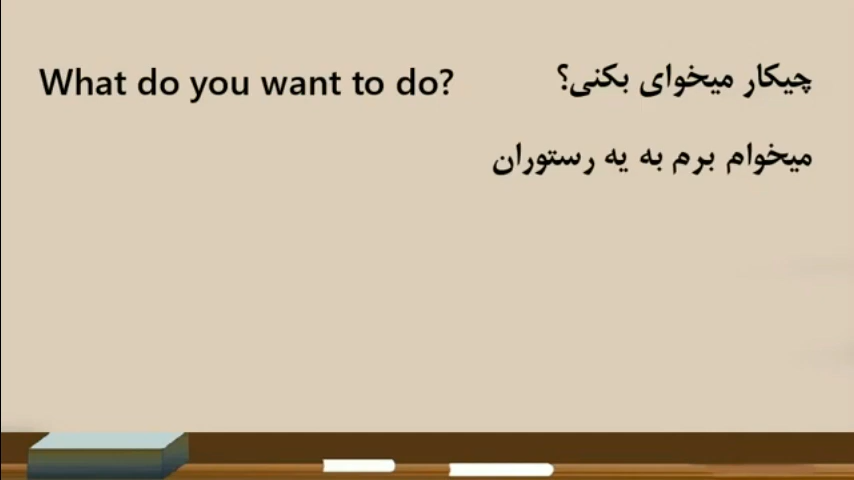 What do you want to do? چیکار میخوای بکنی؟
میخوام برم به یه رستوران